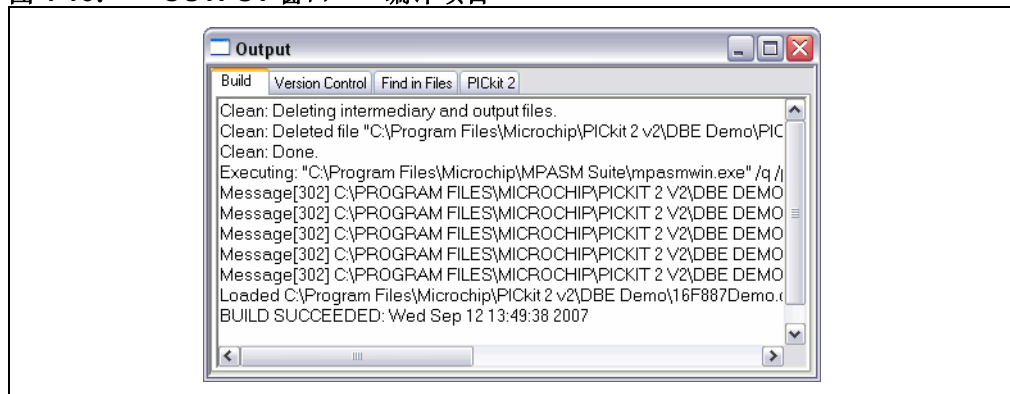 Output
Build Version Control Find in Files PICkit 2
Clean: Deleting intermediary and output files.
Clean: Deleted file "C:\Program Files\Microchip\PICkit 2 v2\DBE Demo\PIC
Clean: Done.
Executing: "C:\Program Files\Microchip\MPASM Suite\mpasmwin.exe" /q /
Message[302] C:\PROGRAM FILES\MICROCHIP\PICKIT 2 V2\DBE DEMO
Message[302] C:\PROGRAM FILES\MICROCHIP\PICKIT 2 V2\DBE DEMO
Message[302] C:\PROGRAM FILES\MICROCHIP\PICKIT 2 V2\DBE DEMO
Message[302] C:\PROGRAM FILES\MICROCHIP\PICKIT 2 V2\DBE DEMO
Message[302] C:\PROGRAM FILES\MICROCHIP\PICKIT 2 V2\DBE DEMO
Loaded C:\Program Files\Microchip\PICkit 2 v2\DBE Demo\16F887Demo.
BUILD SUCCEEDED: Wed Sep 12 13:49:38 2007